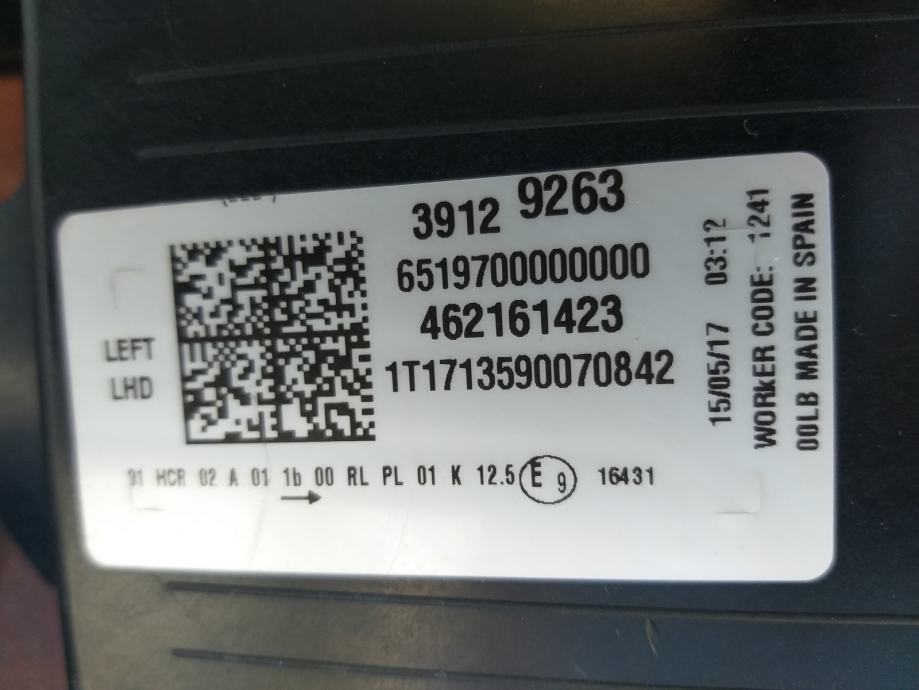 3912 9263
6519700000000
462161423
1T1713590070842
LEFT
LHD
01 HCR 02 A 01 1b 00 RL PL 01 K 12.5 E 9 16431
15/05/17 03:12
WORKER CODE: 1241
00LB MADE IN SPAIN